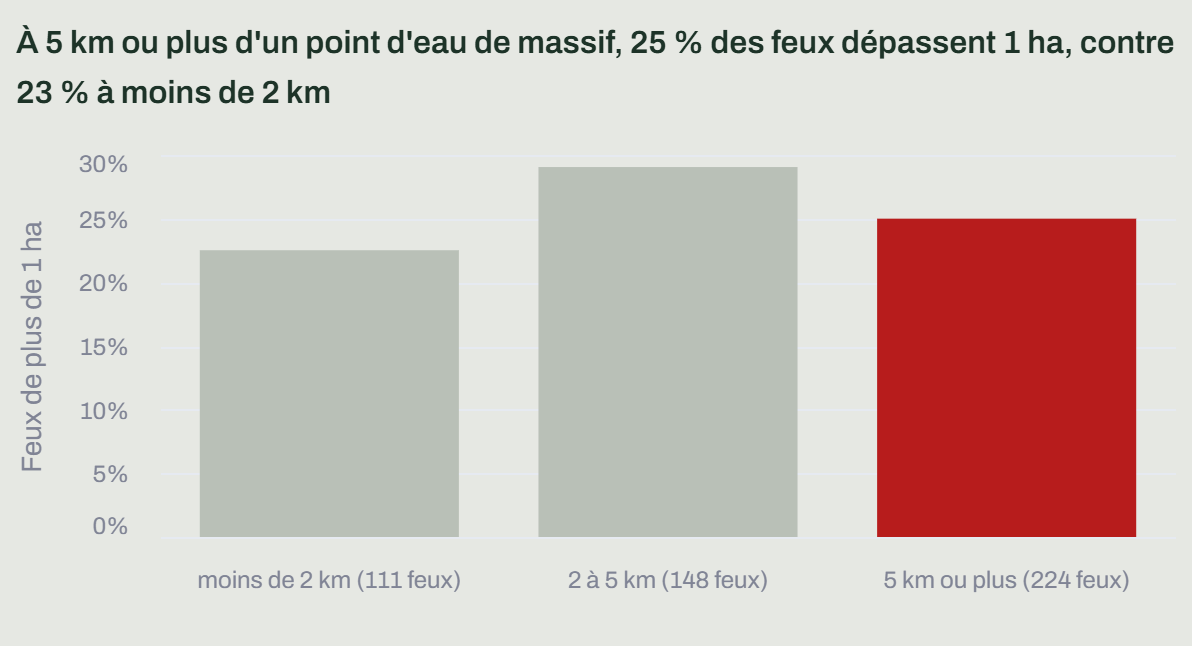 À 5 km ou plus d'un point d'eau de massif, 25 % des feux dépassent 1 ha, contre
23 % à moins de 2 km
Feux de plus de 1 ha
30%
25%
20%
15%
10%
5%
0%
moins de 2 km (111 feux)
2 à 5 km (148 feux)
5 km ou plus (224 feux)